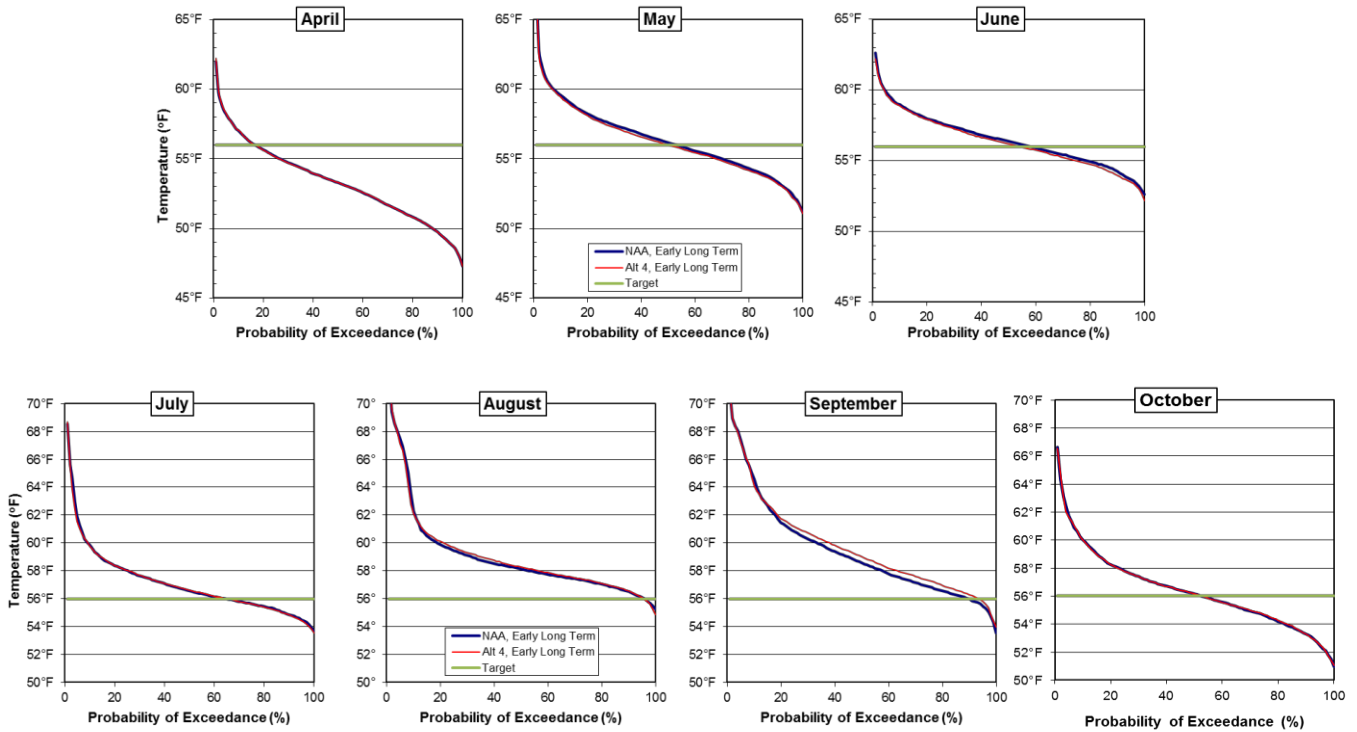 April
May
June
65°F
60°F
55°F
50°F
45°F
Temperature (°F)
0 20 40 60 80 100
Probability of Exceedance (%)
65°F
60°F
55°F
50°F
45°F
NAA, Early Long Term
Alt 4, Early Long Term
Target
0 20 40 60 80 100
Probability of Exceedance (%)
65°F
60°F
55°F
50°F
45°F
0 20 40 60 80 100
Probability of Exceedance (%)
July
August
September
October
70°F
68°F
66°F
64°F
62°F
60°F
58°F
56°F
54°F
52°F
50°F
Temperature (°F)
0 20 40 60 80 100
Probability of Exceedance (%)
70°
68°
66°
64°
62°
60°
58°
56°
54°
52°
50°
NAA, Early Long Term
Alt 4, Early Long Term
Target
0 20 40 60 80 100
Probability of Exceedance (%)
70°F
68°F
66°F
64°F
62°F
60°F
58°F
56°F
54°F
52°F
50°F
0 20 40 60 80 100
Probability of Exceedance (%)
70°F
68°F
66°F
64°F
62°F
60°F
58°F
56°F
54°F
52°F
50°F
0 20 40 60 80 100
Probability of Exceedance (%)